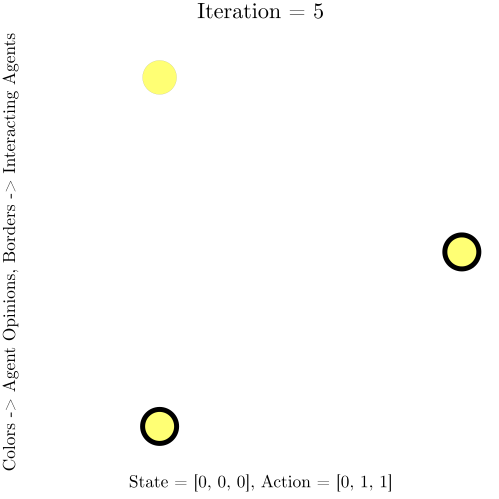 Iteration = 5
Colors -> Agent Opinions, Borders -> Interacting Agents
State = [0, 0, 0], Action = [0, 1, 1]